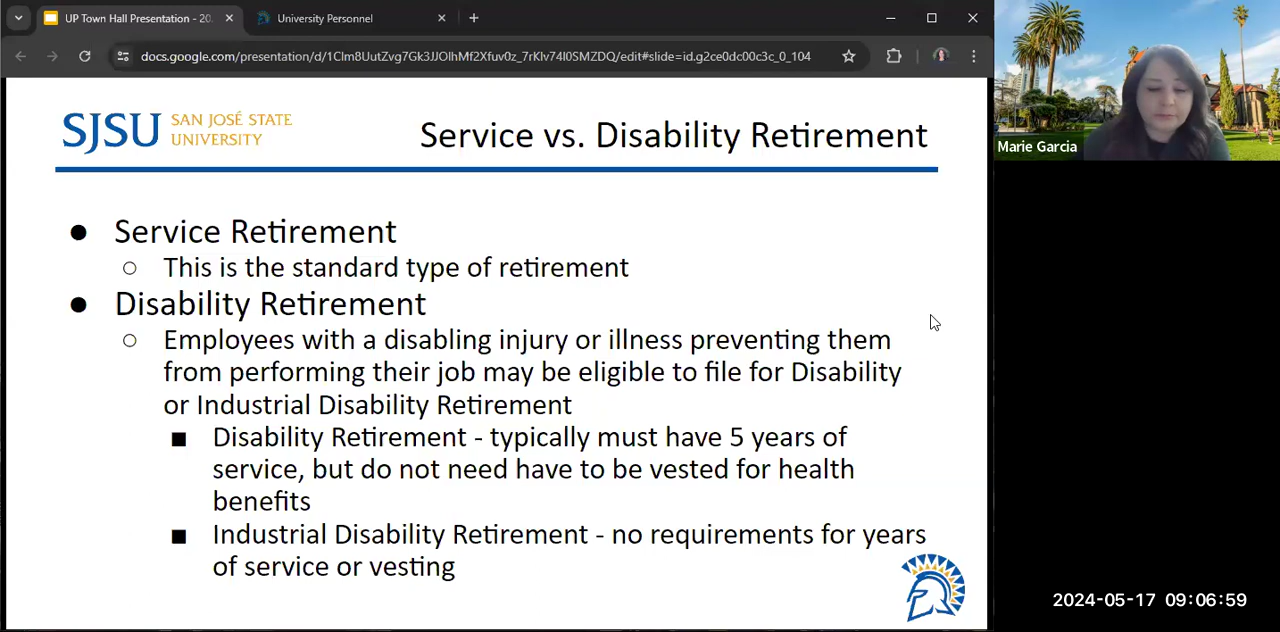 UP Town Hall Presentation - 20
University Personnel
docs.google.com/presentation/d/1Clm8UutZvg7Gk3JJOlhMf2Xfuv0z_7rKlv74l0SMZDQ/edit#slide=id.g2ce0dc00c3c_0_104
SJSU SAN JOSÉ STATE
UNIVERSITY
Service vs. Disability Retirement
Marie Garcia
● Service Retirement
○ This is the standard type of retirement
● Disability Retirement
○ Employees with a disabling injury or illness preventing them
from performing their job may be eligible to file for Disability
or Industrial Disability Retirement
■ Disability Retirement - typically must have 5 years of
service, but do not need have to be vested for health
benefits
■ Industrial Disability Retirement - no requirements for years
of service or vesting
2024-05-17 09:06:59